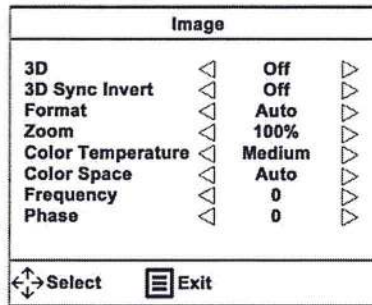 Image
3D Off
3D Sync Invert Off
Format Auto
Zoom 100%
Color Temperature Medium
Color Space Auto
Frequency 0
Phase 0
Select Exit